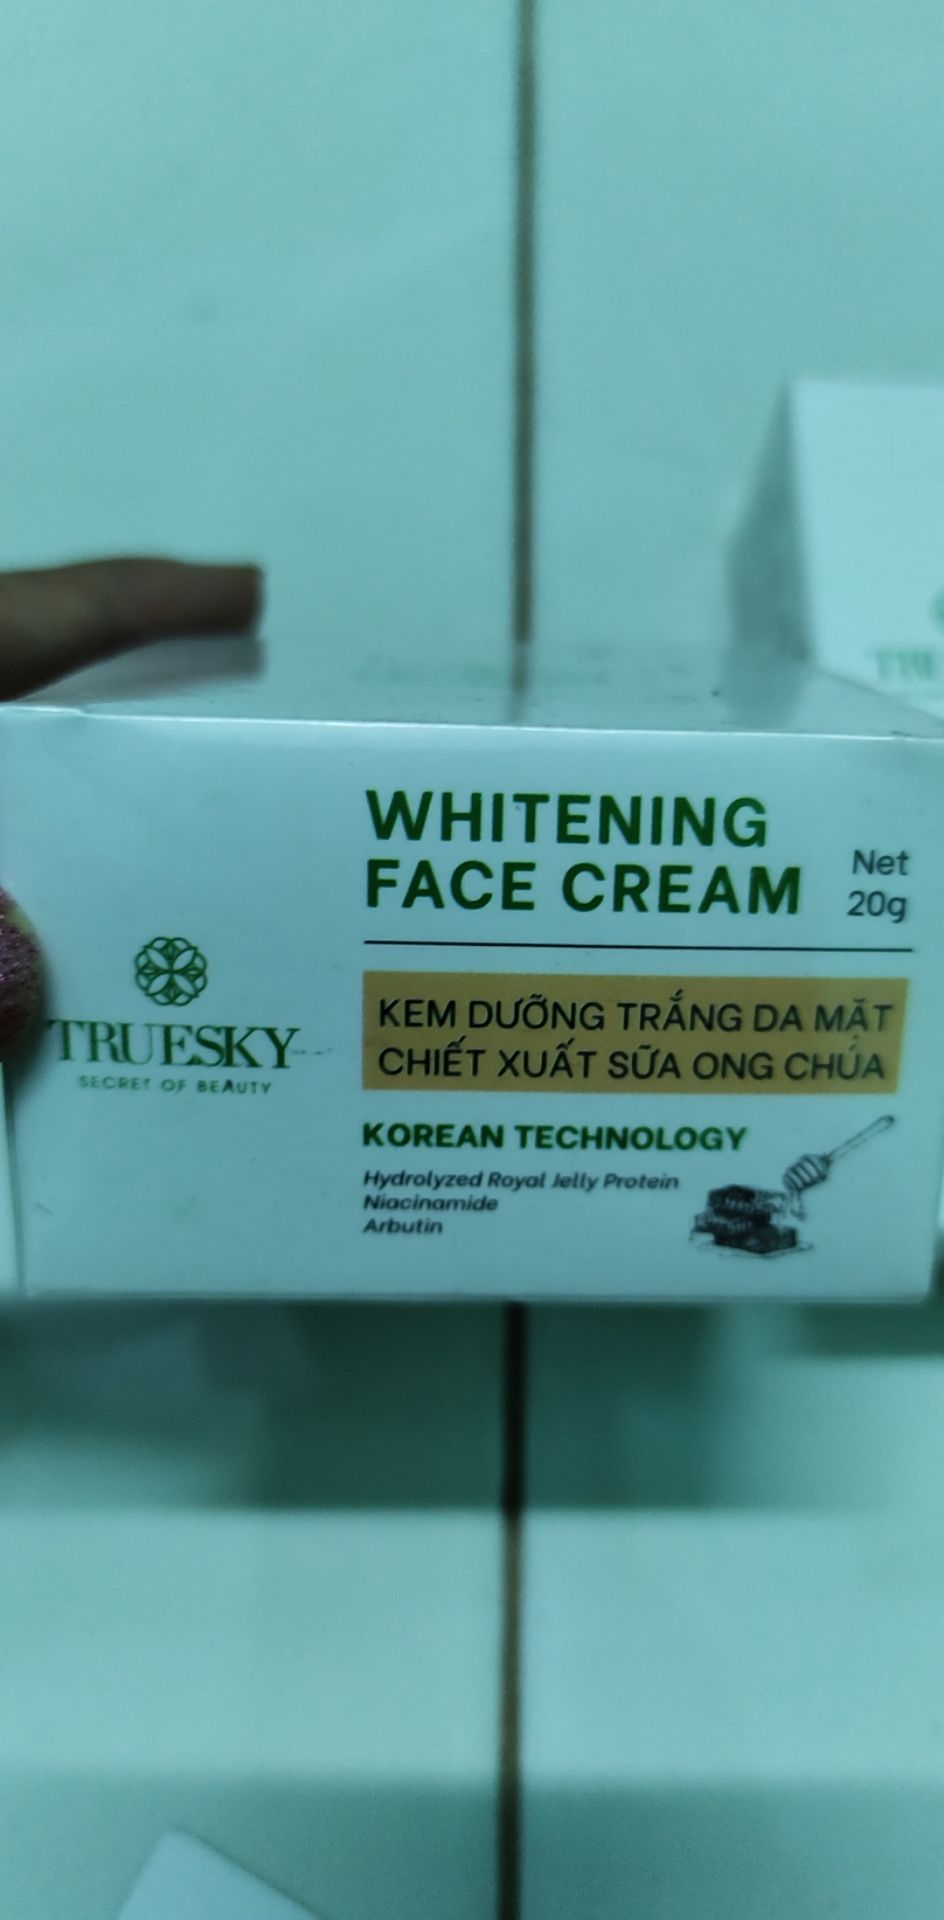 WHITENING
FACE CREAM
Net
20g
TRUESKY
SECRET OF BEAUTY
KEM DƯỠNG TRẮNG DA MẶT
CHIẾT XUẤT SỮA ONG CHÚA
KOREAN TECHNOLOGY
Hydrolyzed Royal Jelly Protein
Niacinamide
Arbutin